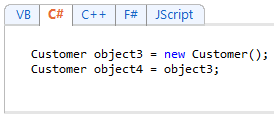 VB C# C++ F# JScript
Customer object3 = new Customer();
Customer object4 = object3;